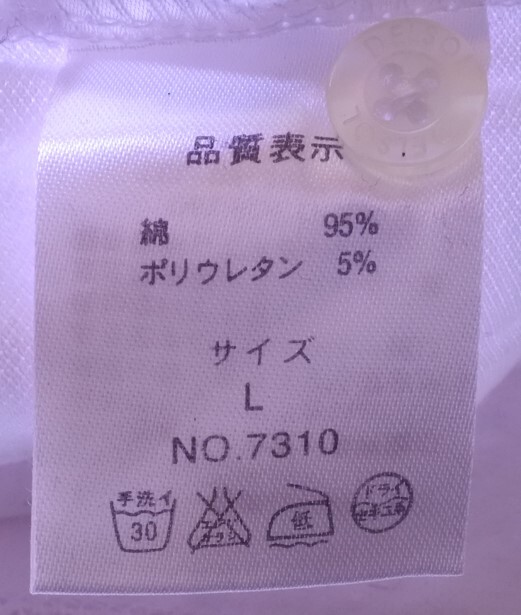 品質表示
綿 95%
ポリウレタン 5%
サイズ
L
NO.7310
手洗イ
30
低
ドライ